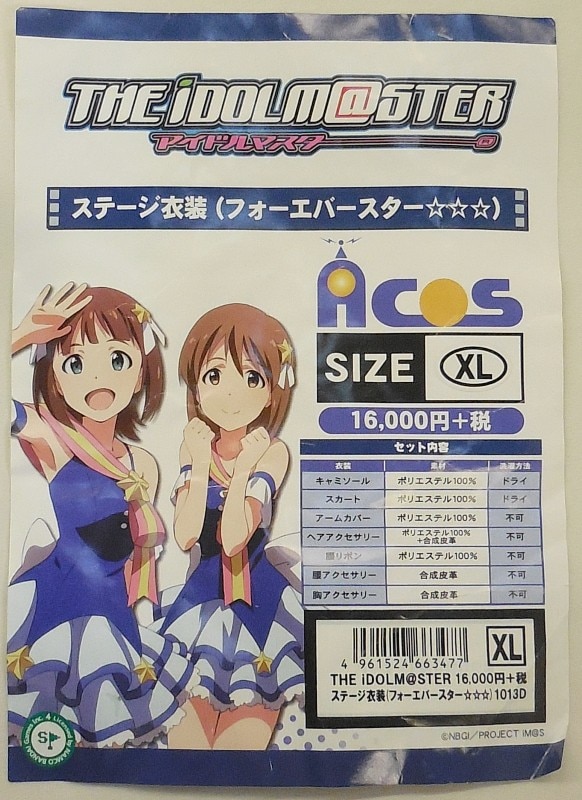 THE iDOLM@STER
アイドルマスター
ステージ衣装(フォーエバースター☆☆☆)
ACOS
SIZE XL
16,000円+税
セット内容
衣装 素材 洗濯方法
キャミソール ポリエステル100% ドライ
スカート ポリエステル100% ドライ
アームカバー ポリエステル100% 不可
ヘアアクセサリー ポリエステル100%+合成皮革 不可
腰リボン ポリエステル100% 不可
腰アクセサリー 合成皮革 不可
胸アクセサリー 合成皮革 不可
4 961524 663477
XL
THE iDOLM@STER 16,000円+税
ステージ衣装(フォーエバースター☆☆☆) 1013D
©NBGI/PROJECT iM@S
Licensed by NAMCO BANDAI Games Inc. 4
SP